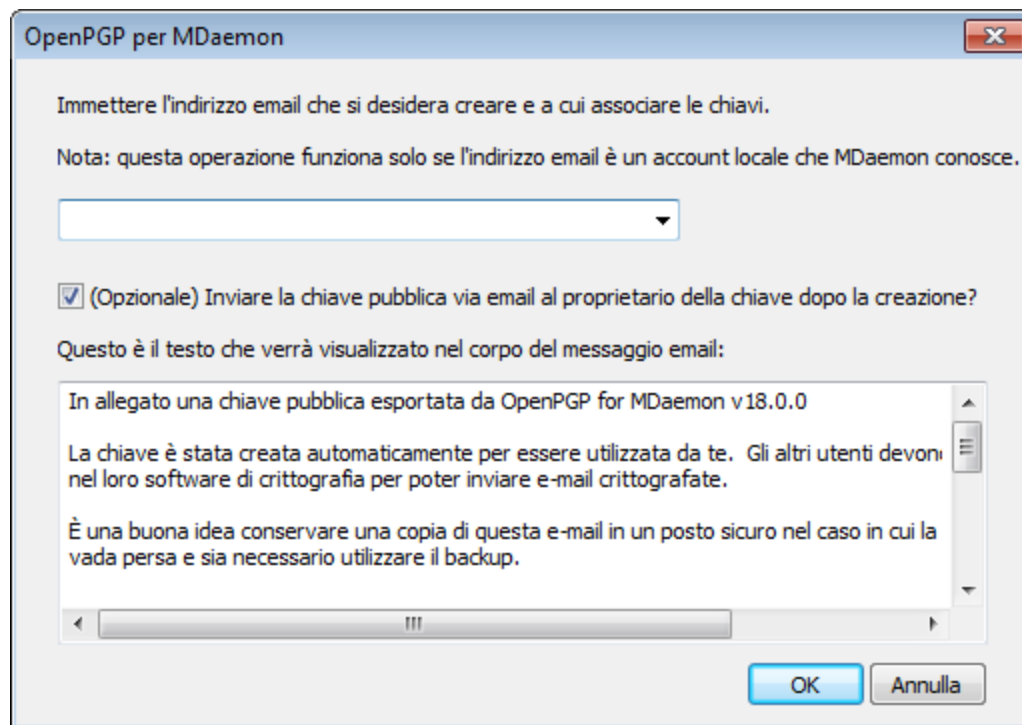 OpenPGP per MDaemon
Immettere l'indirizzo email che si desidera creare e a cui associare le chiavi.
Nota: questa operazione funziona solo se l'indirizzo email è un account locale che MDaemon conosce.
(Opzionale) Inviare la chiave pubblica via email al proprietario della chiave dopo la creazione?
Questo è il testo che verrà visualizzato nel corpo del messaggio email:
In allegato una chiave pubblica esportata da OpenPGP for MDaemon v18.0.0
La chiave è stata creata automaticamente per essere utilizzata da te.  Gli altri utenti devono
nel loro software di crittografia per poter inviare e-mail crittografate.
È una buona idea conservare una copia di questa e-mail in un posto sicuro nel caso in cui la
vada persa e sia necessario utilizzare il backup.
OK
Annulla